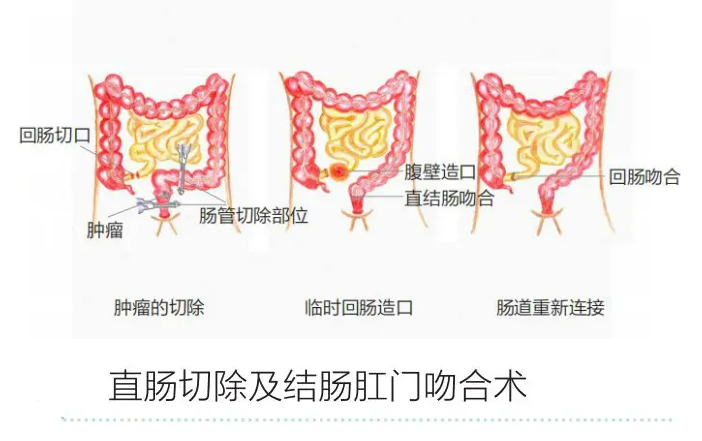 回肠切口
肿瘤
肠管切除部位
腹壁造口
直结肠吻合
回肠吻合
肿瘤的切除
临时回肠造口
肠道重新连接
直肠切除及结肠肛门吻合术